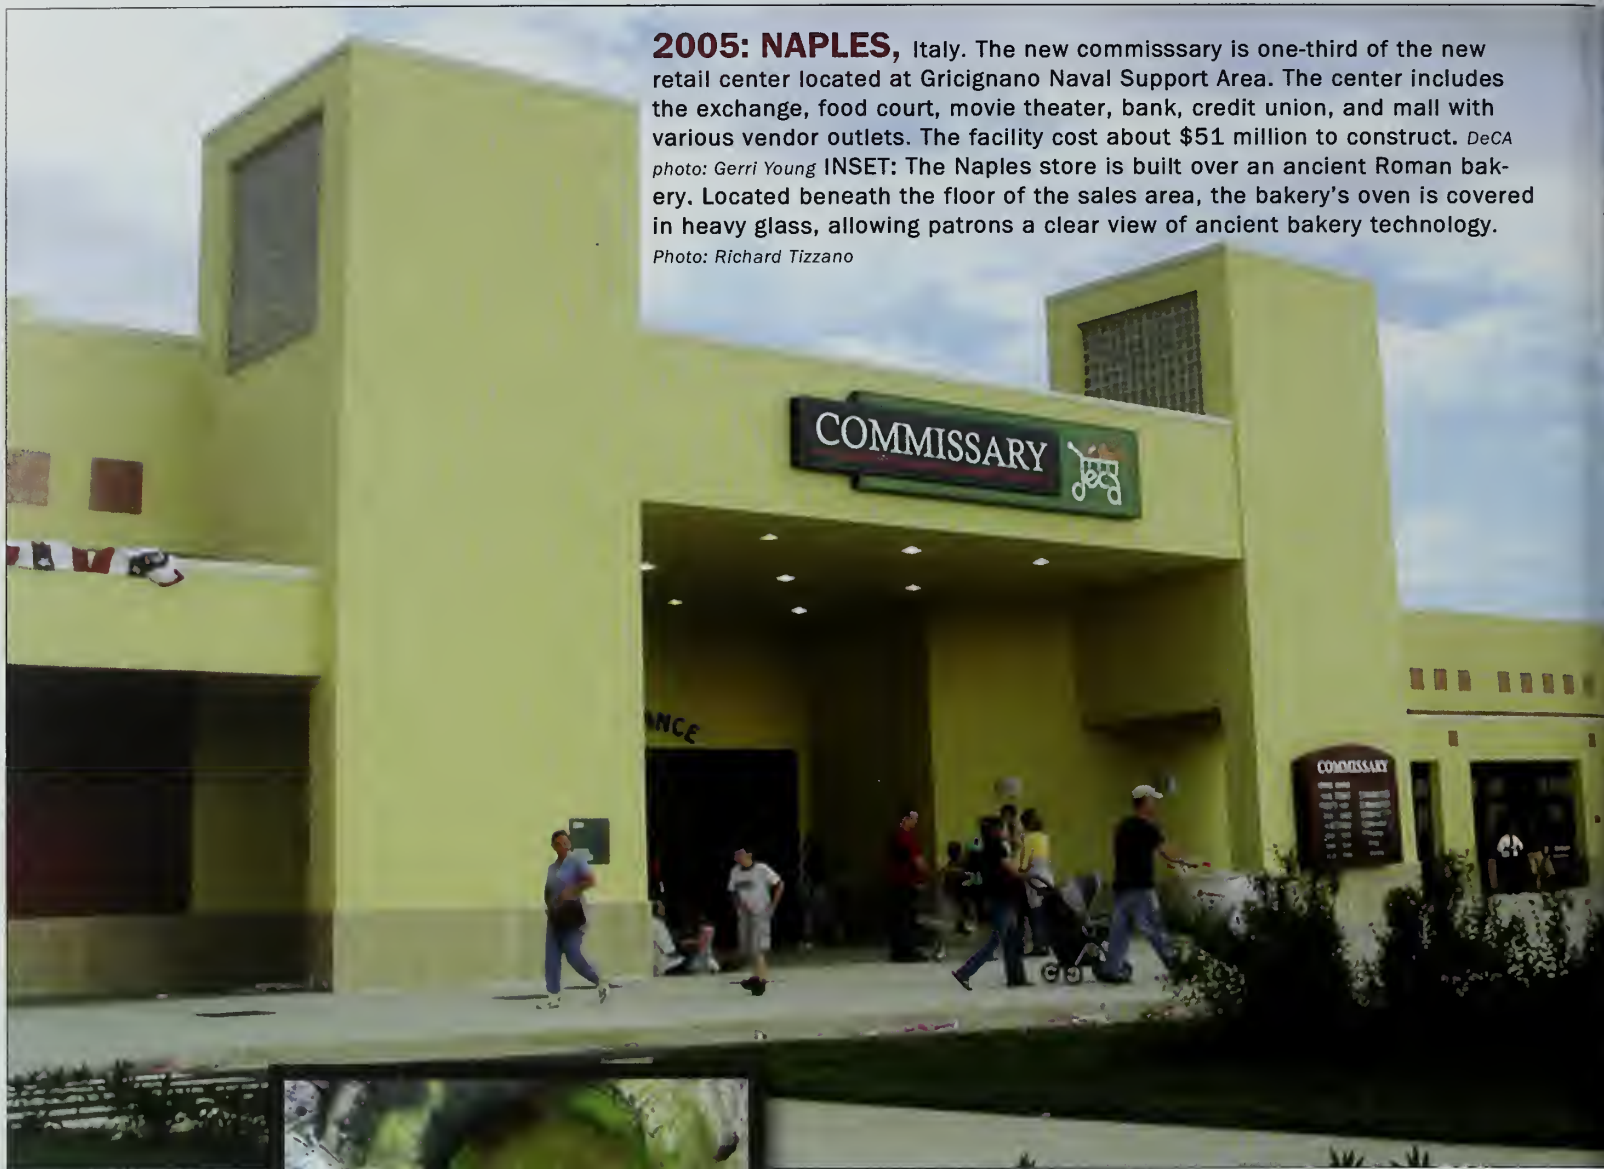 2005: NAPLES, Italy. The new commisssary is one-third of the new
retail center located at Gricignano Naval Support Area. The center includes
the exchange, food court, movie theater, bank, credit union, and mall with
various vendor outlets. The facility cost about $51 million to construct. DeCA
photo: Gerri Young INSET: The Naples store is built over an ancient Roman bak-
ery. Located beneath the floor of the sales area, the bakery's oven is covered
in heavy glass, allowing patrons a clear view of ancient bakery technology.
Photo: Richard Tizzano
COMMISSARY
deca
ANCE
COMMISSARY